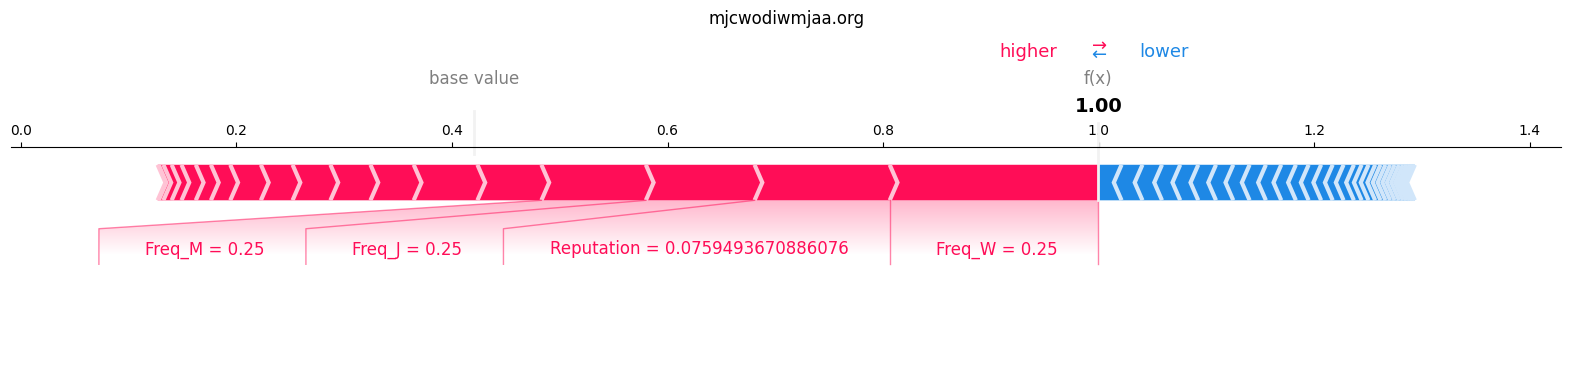 mjcwodiwmjaa.org
higher → lower
←
base value f(x)
1.00
0.0 0.2 0.4 0.6 0.8 1.0 1.2 1.4
Freq_M = 0.25 Freq_J = 0.25 Reputation = 0.0759493670886076 Freq_W = 0.25